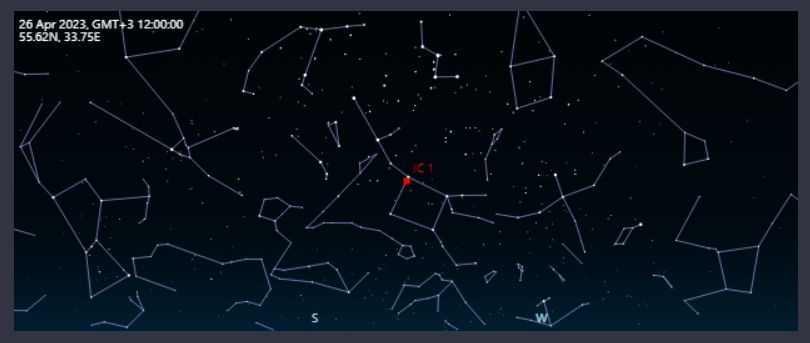 26 Apr 2023, GMT+3 12:00:00
55.62N, 33.75E
IC 1
S
W